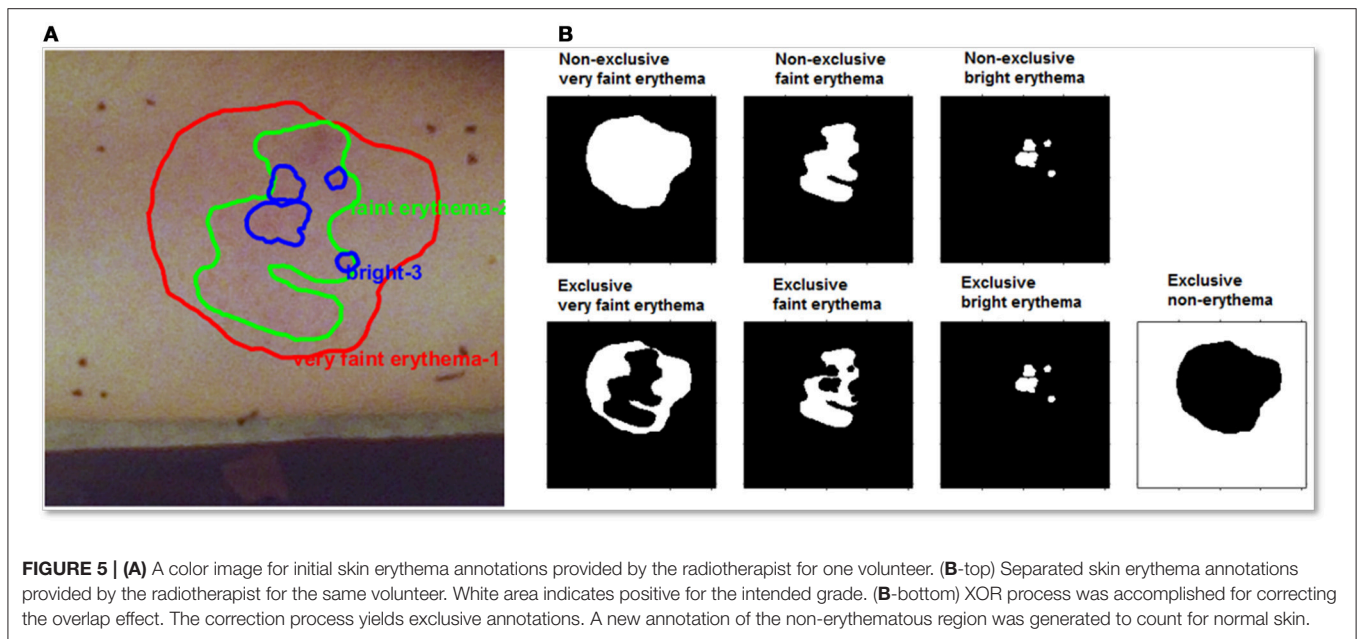 A
B
Non-exclusive
very faint erythema
Non-exclusive
faint erythema
Non-exclusive
bright erythema
faint erythema-2
bright-3
very faint erythema-1
Exclusive
very faint erythema
Exclusive
faint erythema
Exclusive
bright erythema
Exclusive
non-erythema
FIGURE 5 | (A) A color image for initial skin erythema annotations provided by the radiotherapist for one volunteer. (B-top) Separated skin erythema annotations
provided by the radiotherapist for the same volunteer. White area indicates positive for the intended grade. (B-bottom) XOR process was accomplished for correcting
the overlap effect. The correction process yields exclusive annotations. A new annotation of the non-erythematous region was generated to count for normal skin.